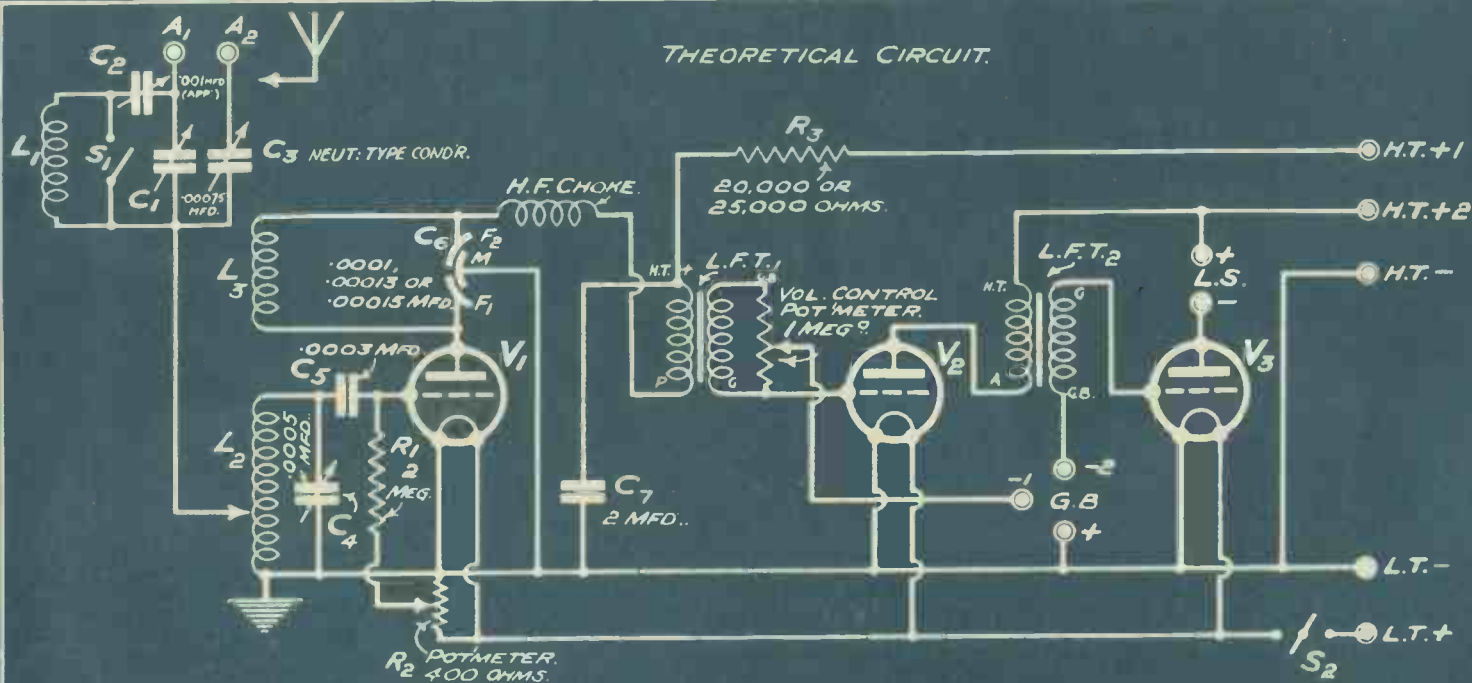 THEORETICAL CIRCUIT.
A1
A2
C2
.001 MFD
(APP')
L1
S1
C1
C3 NEUT: TYPE COND'R.
.00075
MFD.
H.F. CHOKE.
R3
20,000 OR
25,000 OHMS.
H.T.+1
H.T.+2
H.T.-
L3
C6
F2
M
F1
.0001,
.00013 OR
.00015 MFD.
H.T.
+
L.F.T.1
G.B
P
G
VOL. CONTROL
POT'METER.
1 MEGO.
L.F.T.2
H.T.
G
A
G.B.
+
L.S.
-
V1
V2
V3
.0003 MFD.
C5
L2
.0005
MFD..
C4
R1
2
MEG.
C7
2 MFD..
-1
-2
G.B
+
L.T.-
L.T.+
S2
R2 POTMETER.
400 OHMS.